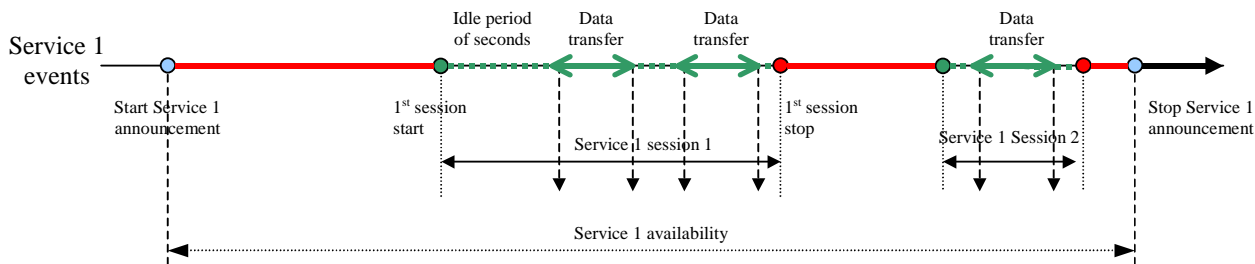 Idle period
of seconds
Data
transfer
Data
transfer
Data
transfer
Service 1
events
Start Service 1
announcement
1st session
start
1st session
stop
Stop Service 1
announcement
Service 1 session 1
Service 1 Session 2
Service 1 availability